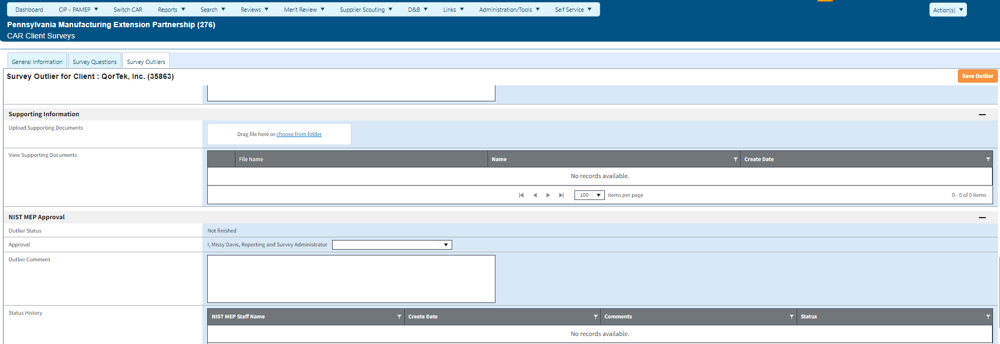 Dashboard CIP - PAMEP Switch CAR Reports Search Reviews Merit Review Supplier Scouting D&B Links Administration/Tools Self Service Action(s)
Pennsylvania Manufacturing Extension Partnership (276)
CAR Client Surveys
General Information Survey Questions Survey Outliers
Survey Outlier for Client : QorTek, Inc. (35863) Save Outlier
Supporting Information
Upload Supporting Documents
Drag file here or choose from folder
View Supporting Documents
File Name Name Create Date
No records available.
100 items per page 0 - 0 of 0 items
NIST MEP Approval
Outlier Status Not finished
Approval I, Missy Davis, Reporting and Survey Administrator
Outlier Comment
Status History
NIST MEP Staff Name Create Date Comments Status
No records available.